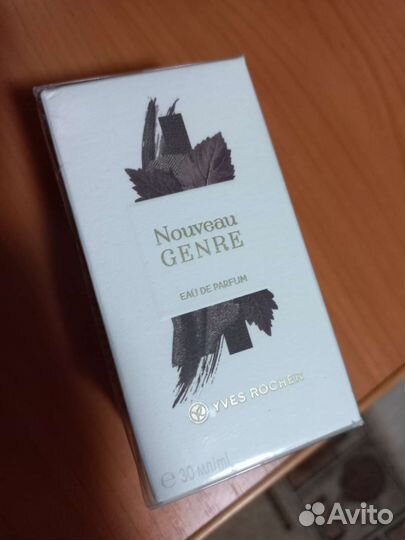 Nouveau
GENRE
EAU DE PARFUM
YVES ROCHER
℮ 30 мл/ml
Avito